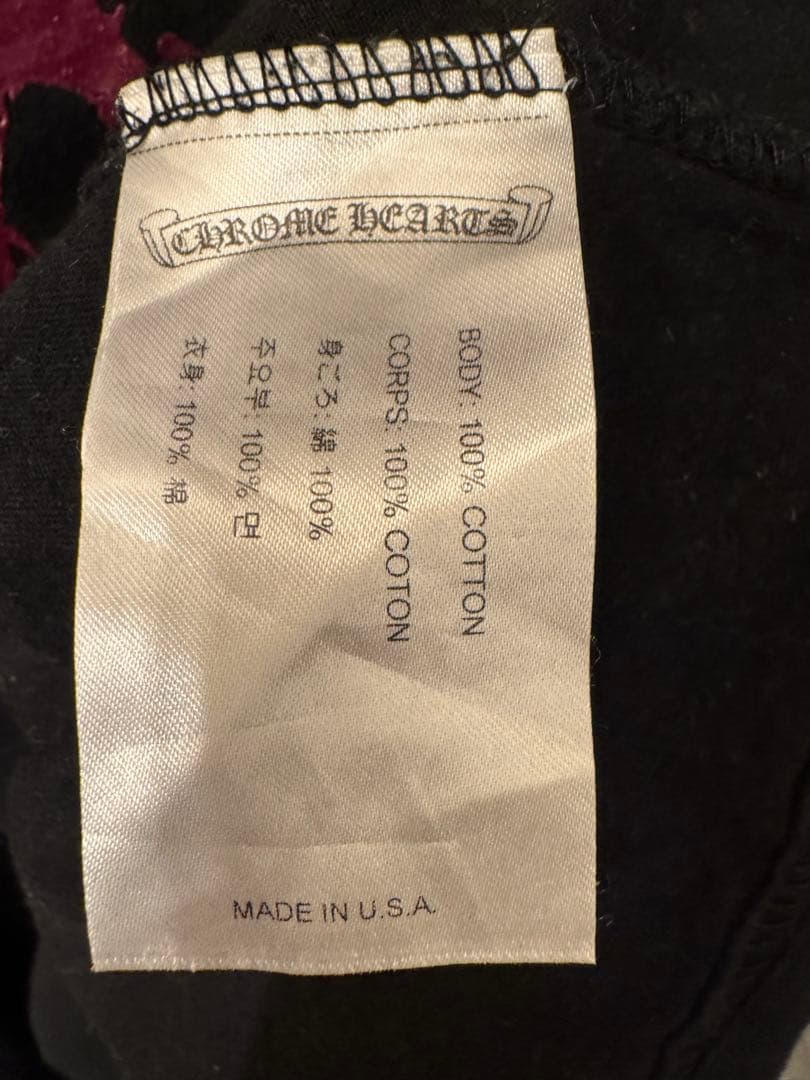 CHROME HEARTS
BODY: 100% COTTON
CORPS: 100% COTON
身ごろ: 綿 100%
주요부: 100% 면
衣身: 100% 棉
MADE IN U.S.A.